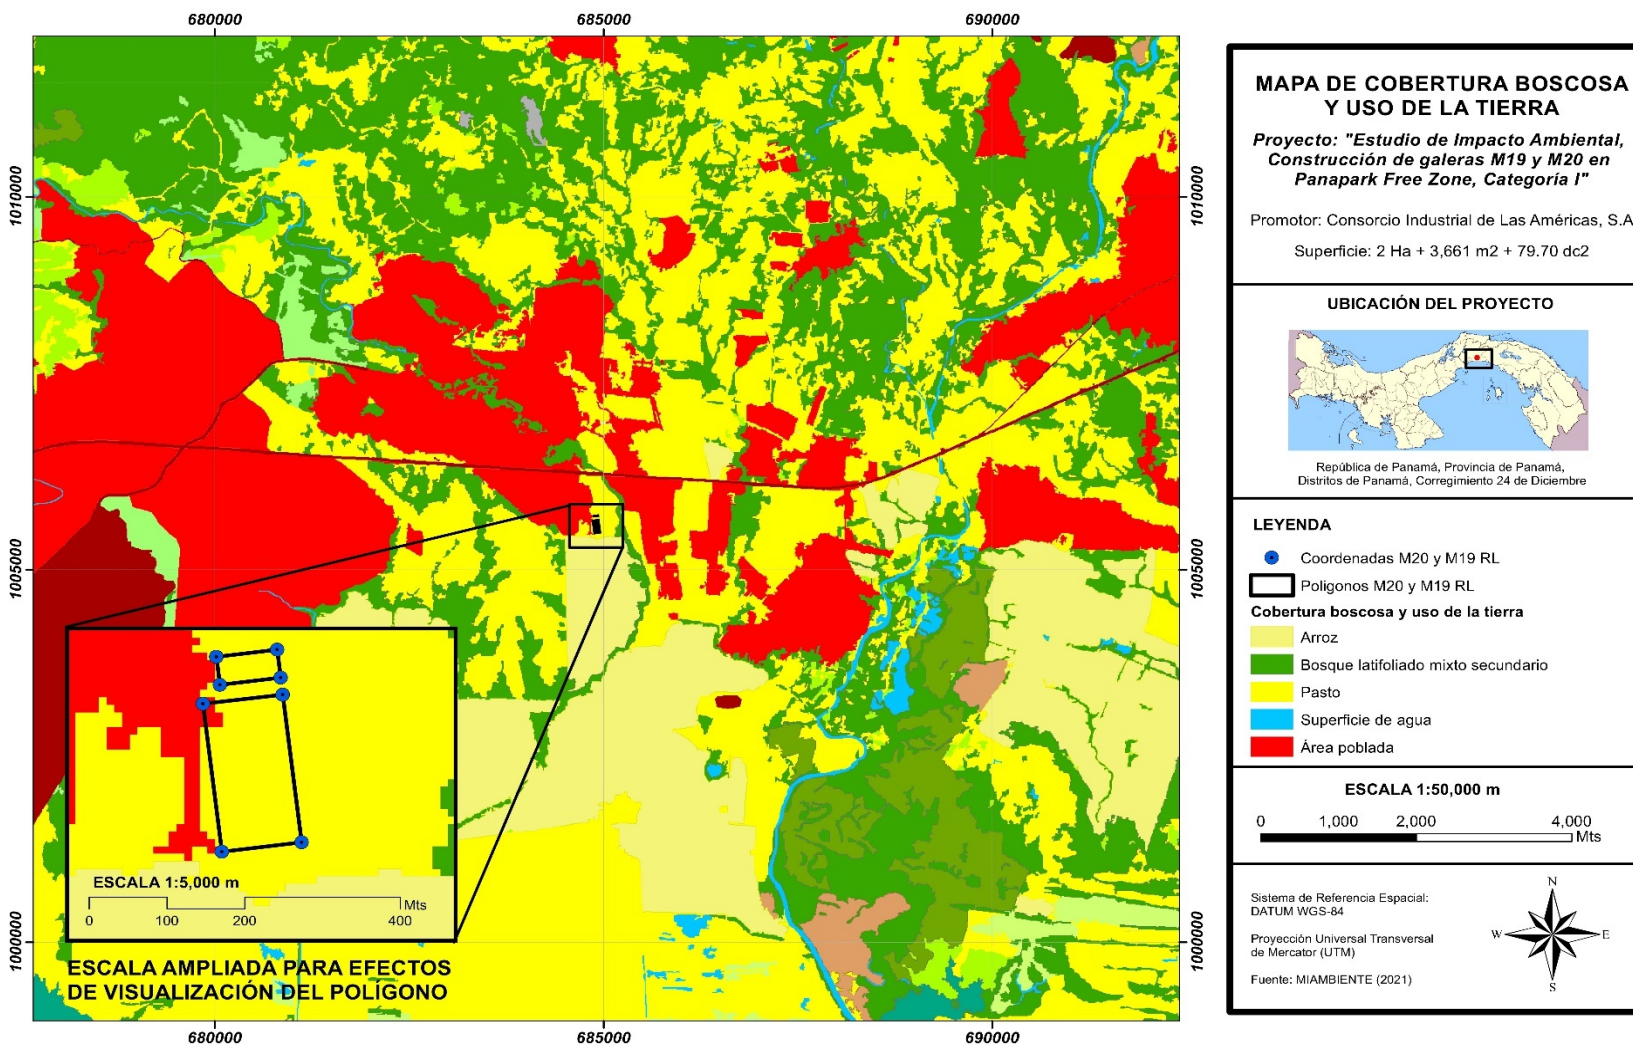 680000
685000
690000
1010000
1010000
1005000
1005000
1000000
1000000
680000
685000
690000
ESCALA 1:5,000 m
0
100
200
400
Mts
ESCALA AMPLIADA PARA EFECTOS
DE VISUALIZACIÓN DEL POLÍGONO
MAPA DE COBERTURA BOSCOSA
Y USO DE LA TIERRA
Proyecto: "Estudio de Impacto Ambiental,
Construcción de galeras M19 y M20 en
Panapark Free Zone, Categoría I"
Promotor: Consorcio Industrial de Las Américas, S.A
Superficie: 2 Ha + 3,661 m2 + 79.70 dc2
UBICACIÓN DEL PROYECTO
República de Panamá, Provincia de Panamá,
Distritos de Panamá, Corregimiento 24 de Diciembre
LEYENDA
Coordenadas M20 y M19 RL
Polígonos M20 y M19 RL
Cobertura boscosa y uso de la tierra
Arroz
Bosque latifoliado mixto secundario
Pasto
Superficie de agua
Área poblada
ESCALA 1:50,000 m
0
1,000
2,000
4,000
Mts
Sistema de Referencia Espacial:
DATUM WGS-84
Proyección Universal Transversal
de Mercator (UTM)
Fuente: MIAMBIENTE (2021)
N
W
E
S